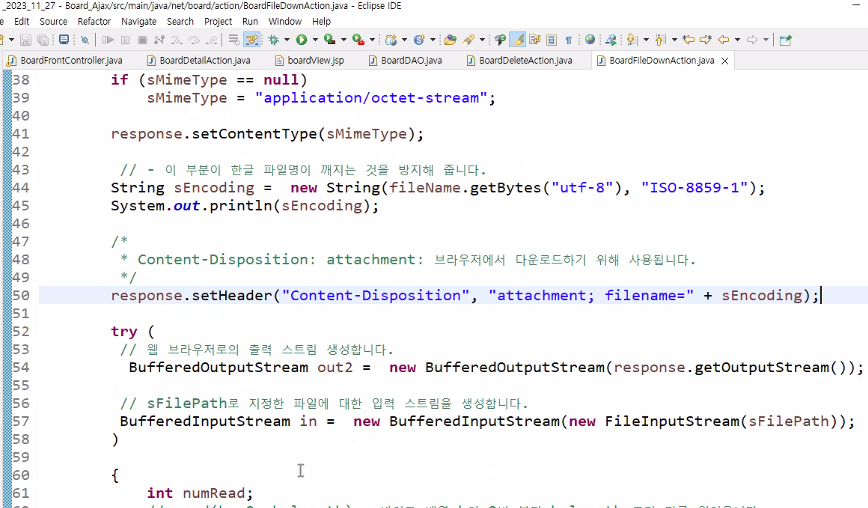 _2023_11_27 - Board_Ajax/src/main/java/net/board/action/BoardFileDownAction.java - Eclipse IDE
Edit Source Refactor Navigate Search Project Run Window Help
BoardFrontController.java BoardDetailAction.java boardView.jsp BoardDAO.java BoardDeleteAction.java BoardFileDownAction.java
38 if (sMimeType == null)
39 sMimeType = "application/octet-stream";
40
41 response.setContentType(sMimeType);
42
43 // - 이 부분이 한글 파일명이 깨지는 것을 방지해 줍니다.
44 String sEncoding = new String(fileName.getBytes("utf-8"), "ISO-8859-1");
45 System.out.println(sEncoding);
46
47 /*
48 * Content-Disposition: attachment: 브라우저에서 다운로드하기 위해 사용됩니다.
49 */
50 response.setHeader("Content-Disposition", "attachment; filename=" + sEncoding);
51
52 try (
53 // 웹 브라우저로의 출력 스트림 생성합니다.
54 BufferedOutputStream out2 = new BufferedOutputStream(response.getOutputStream());
55
56 // sFilePath로 지정한 파일에 대한 입력 스트림을 생성합니다.
57 BufferedInputStream in = new BufferedInputStream(new FileInputStream(sFilePath));
58 )
59
60 {
61 int numRead;